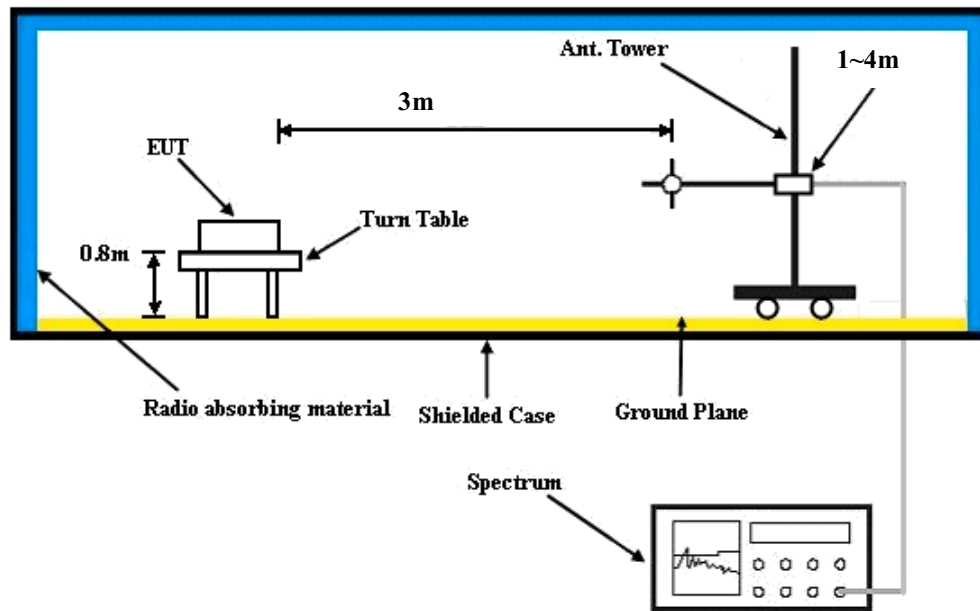 Ant. Tower
1~4m
3m
EUT
Turn Table
0.8m
Radio absorbing material
Shielded Case
Ground Plane
Spectrum